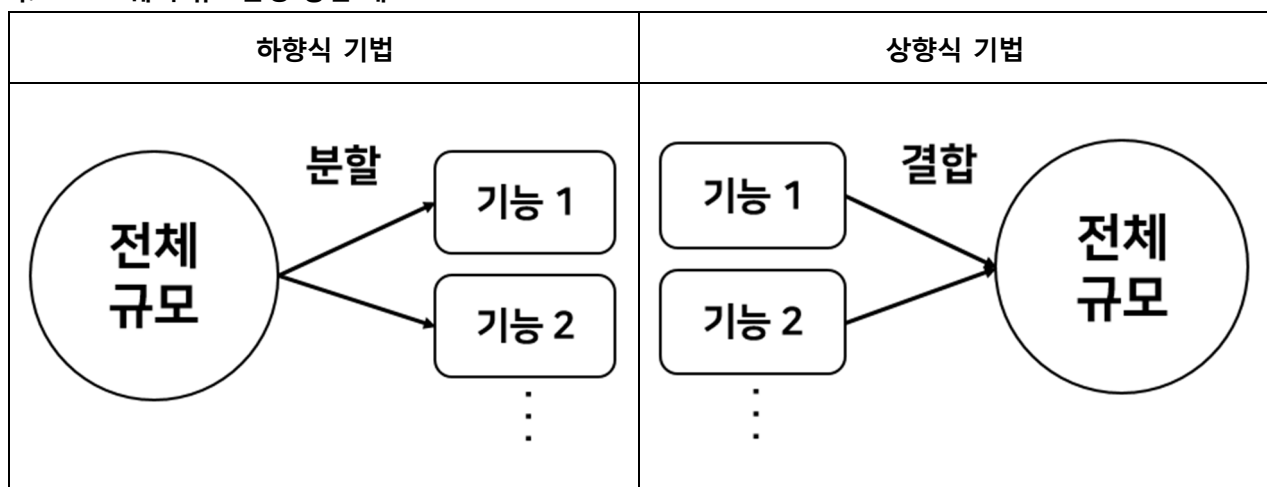 하향식 기법
상향식 기법
분할
전체
규모
기능 1
기능 2
결합
기능 1
기능 2
전체
규모